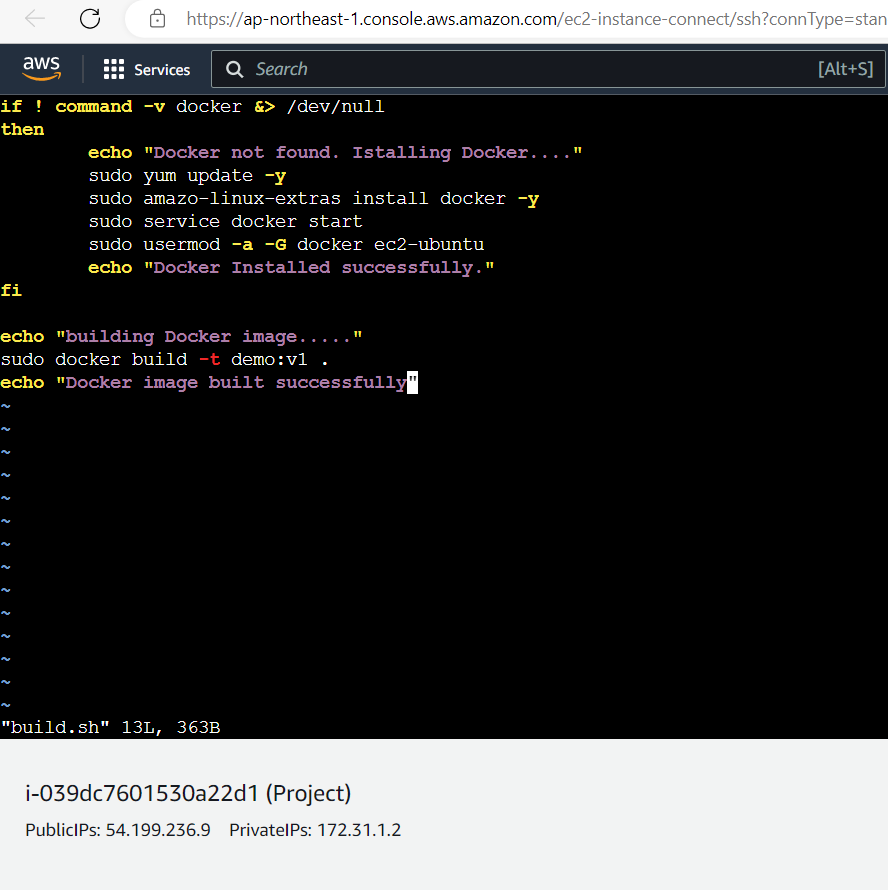 https://ap-northeast-1.console.aws.amazon.com/ec2-instance-connect/ssh?connType=stan
aws Services Search [Alt+S]
if ! command -v docker &> /dev/null
then
echo "Docker not found. Istalling Docker...."
sudo yum update -y
sudo amazo-linux-extras install docker -y
sudo service docker start
sudo usermod -a -G docker ec2-ubuntu
echo "Docker Installed successfully."
fi
echo "building Docker image....."
sudo docker build -t demo:v1 .
echo "Docker image built successfully"
~
~
~
~
~
~
~
~
~
~
~
~
~
~
"build.sh" 13L, 363B
i-039dc7601530a22d1 (Project)
PublicIPs: 54.199.236.9 PrivateIPs: 172.31.1.2